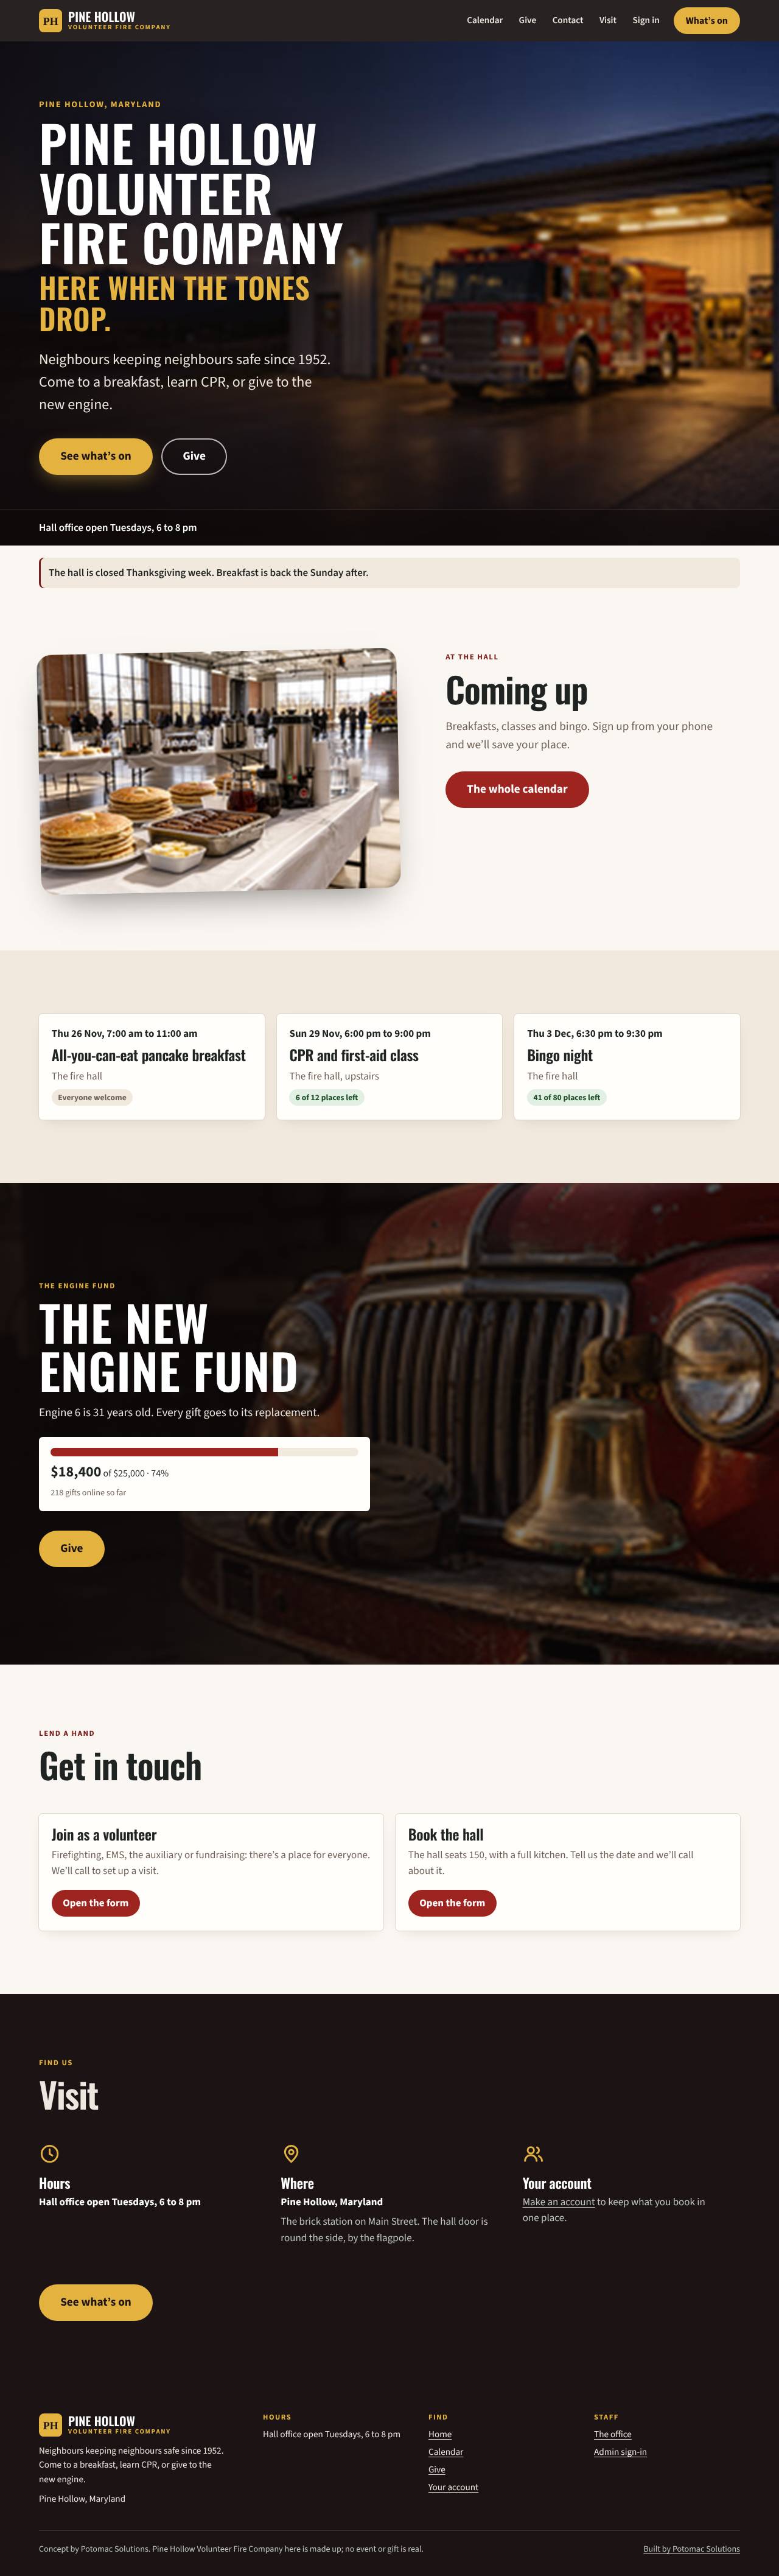 PH PINE HOLLOW
VOLUNTEER FIRE COMPANY
Calendar Give Contact Visit Sign in What's on
PINE HOLLOW, MARYLAND
PINE HOLLOW
VOLUNTEER
FIRE COMPANY
HERE WHEN THE TONES
DROP.
Neighbours keeping neighbours safe since 1952.
Come to a breakfast, learn CPR, or give to the
new engine.
See what's on Give
Hall office open Tuesdays, 6 to 8 pm
The hall is closed Thanksgiving week. Breakfast is back the Sunday after.
AT THE HALL
Coming up
Breakfasts, classes and bingo. Sign up from your phone
and we'll save your place.
The whole calendar
Thu 26 Nov, 7:00 am to 11:00 am
All-you-can-eat pancake breakfast
The fire hall
Everyone welcome
Sun 29 Nov, 6:00 pm to 9:00 pm
CPR and first-aid class
The fire hall, upstairs
6 of 12 places left
Thu 3 Dec, 6:30 pm to 9:30 pm
Bingo night
The fire hall
41 of 80 places left
THE ENGINE FUND
THE NEW
ENGINE FUND
Engine 6 is 31 years old. Every gift goes to its replacement.
$18,400 of $25,000 · 74%
218 gifts online so far
Give
LEND A HAND
Get in touch
Join as a volunteer
Firefighting, EMS, the auxiliary or fundraising: there's a place for everyone.
We'll call to set up a visit.
Open the form
Book the hall
The hall seats 150, with a full kitchen. Tell us the date and we'll call
about it.
Open the form
FIND US
Visit
Hours
Hall office open Tuesdays, 6 to 8 pm
Where
Pine Hollow, Maryland
The brick station on Main Street. The hall door is
round the side, by the flagpole.
Your account
Make an account to keep what you book in
one place.
See what's on
PH PINE HOLLOW
VOLUNTEER FIRE COMPANY
Neighbours keeping neighbours safe since 1952.
Come to a breakfast, learn CPR, or give to the
new engine.
Pine Hollow, Maryland
HOURS
Hall office open Tuesdays, 6 to 8 pm
FIND
Home
Calendar
Give
Your account
STAFF
The office
Admin sign-in
Concept by Potomac Solutions. Pine Hollow Volunteer Fire Company here is made up; no event or gift is real.
Built by Potomac Solutions